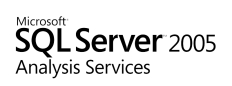 Microsoft
SQL Server 2005
Analysis Services